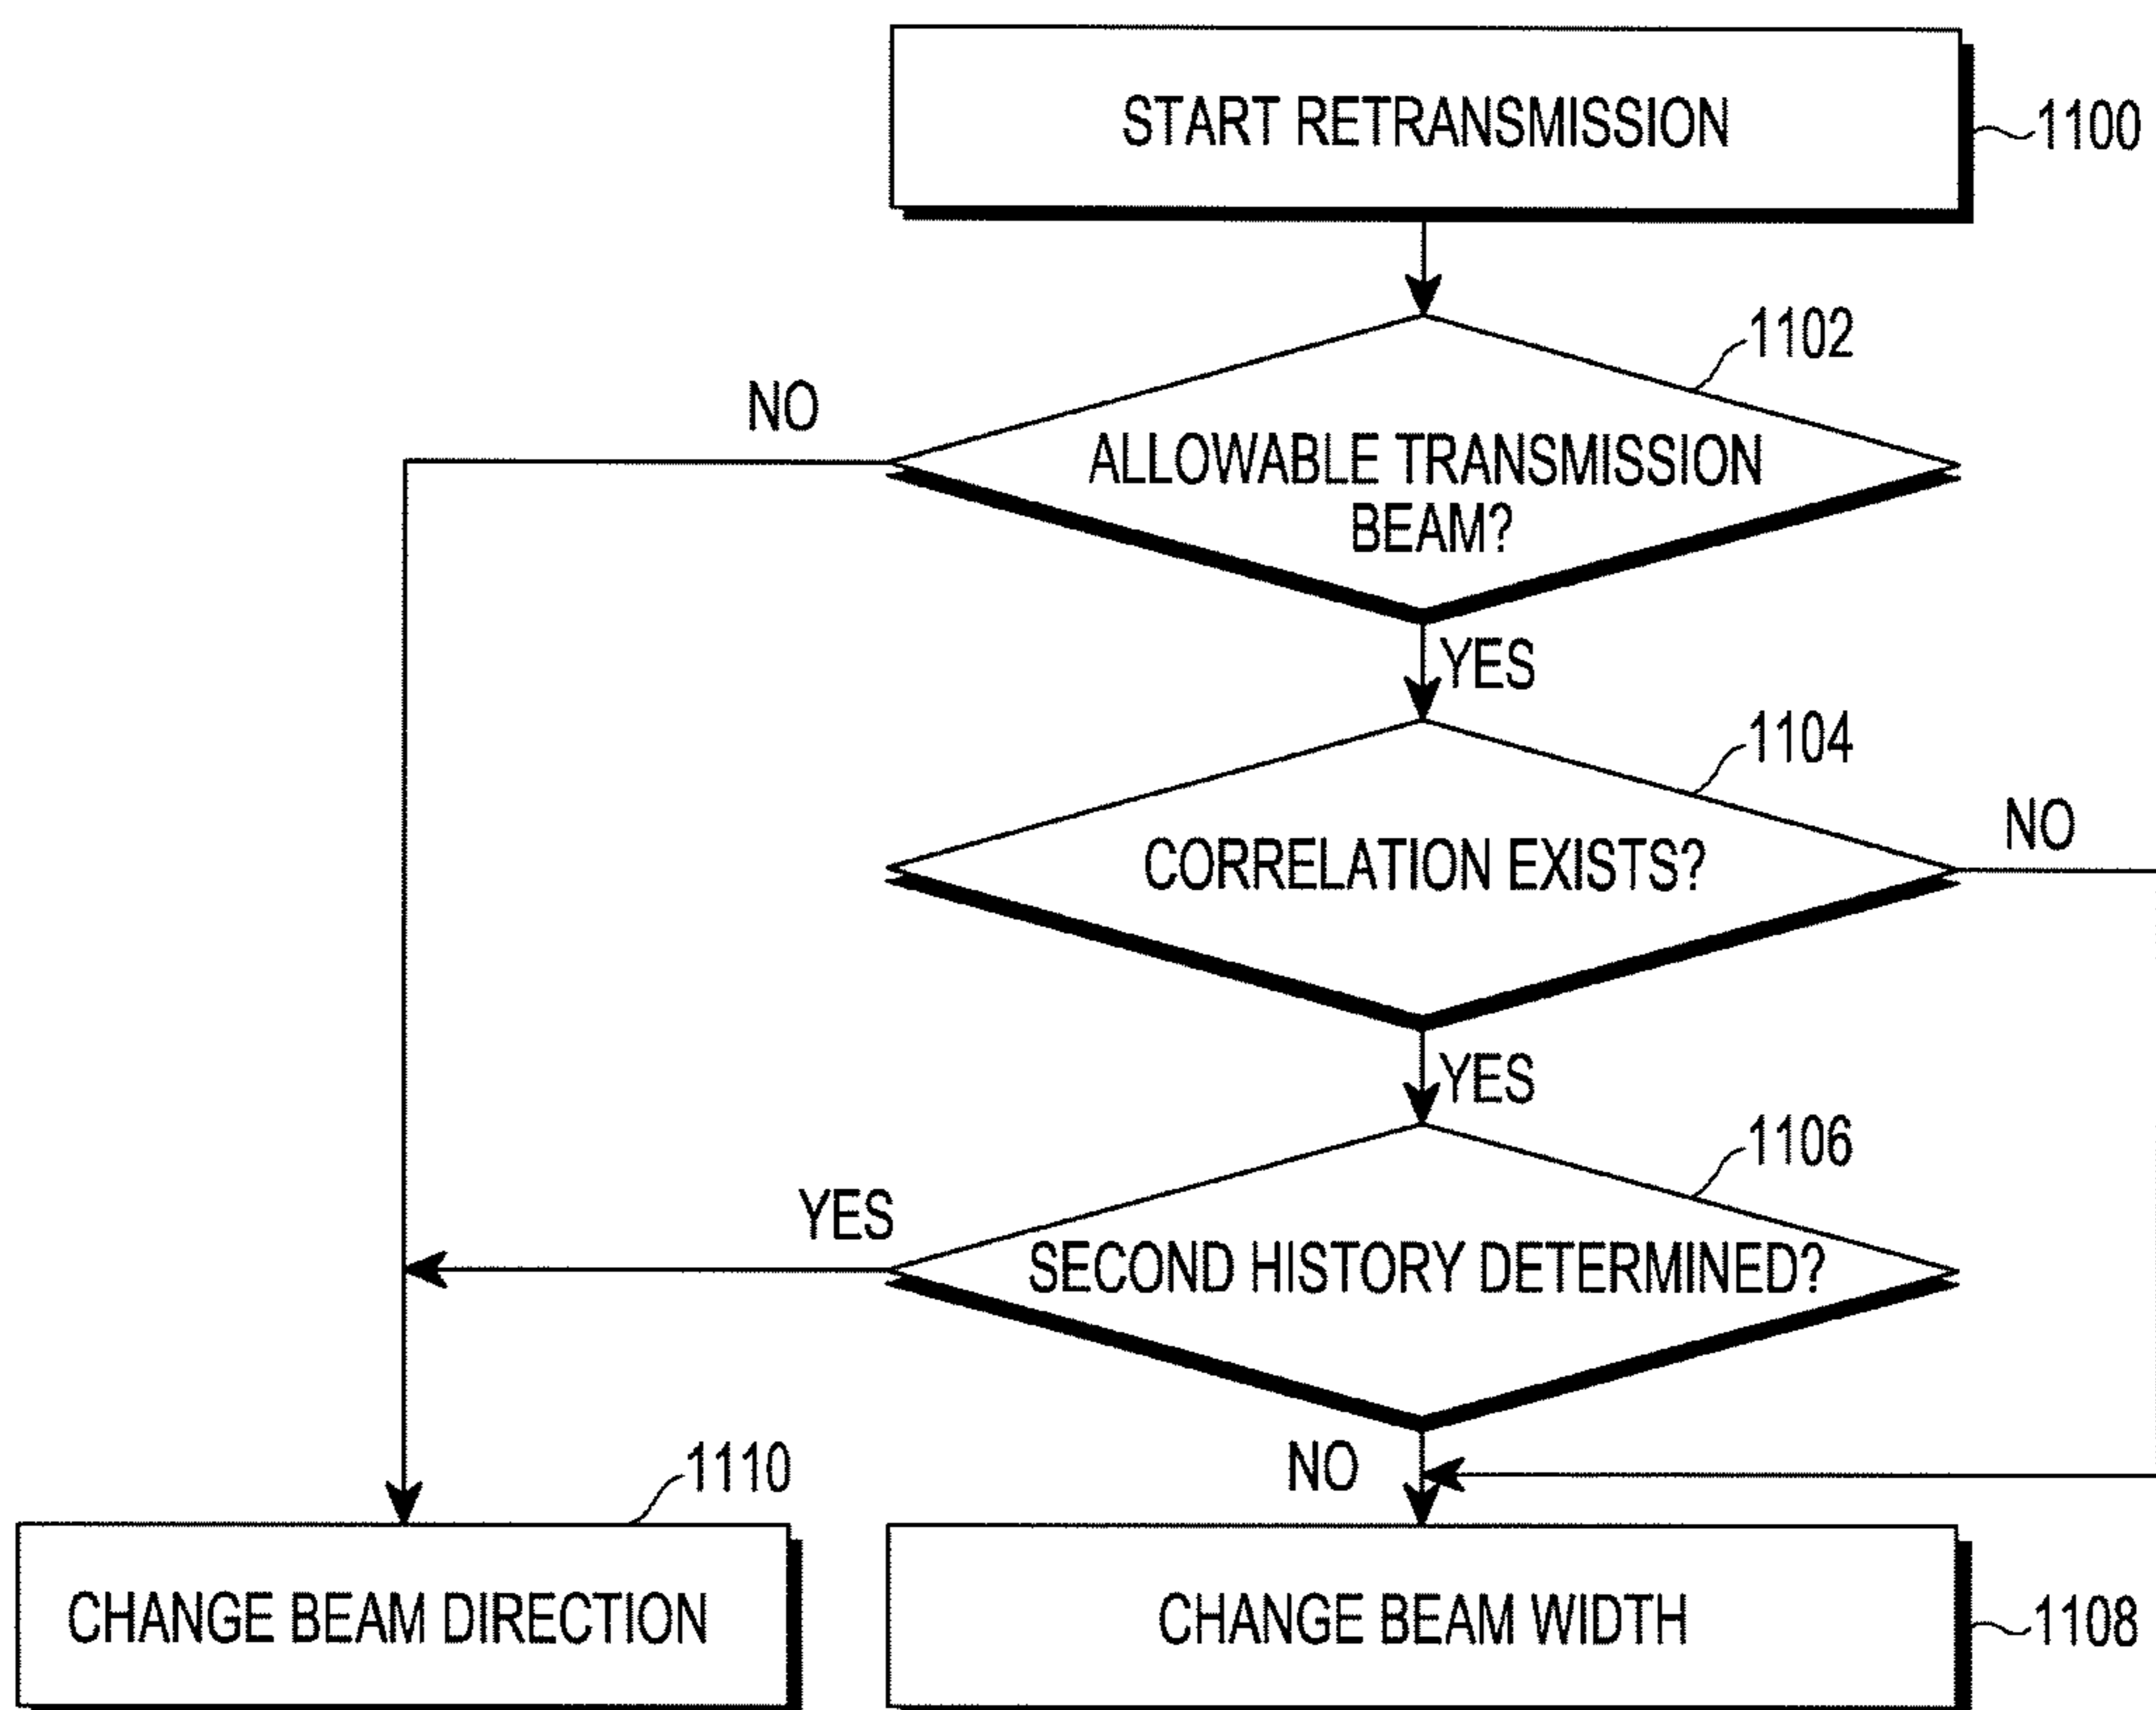 START RETRANSMISSION
1100
1102
NO
ALLOWABLE TRANSMISSION
BEAM?
YES
1104
NO
CORRELATION EXISTS?
YES
1106
YES
SECOND HISTORY DETERMINED?
NO
1110
CHANGE BEAM DIRECTION
CHANGE BEAM WIDTH
1108